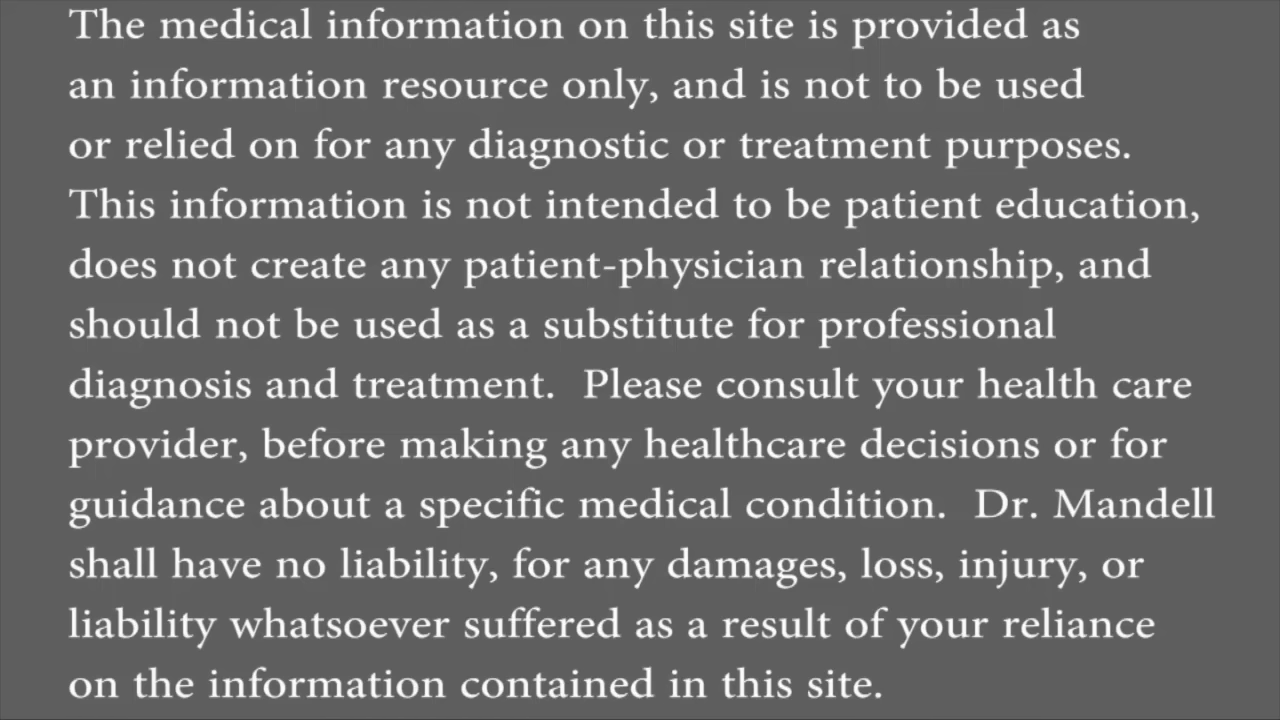 The medical information on this site is provided as
an information resource only, and is not to be used
or relied on for any diagnostic or treatment purposes.
This information is not intended to be patient education,
does not create any patient-physician relationship, and
should not be used as a substitute for professional
diagnosis and treatment.  Please consult your health care
provider, before making any healthcare decisions or for
guidance about a specific medical condition.  Dr. Mandell
shall have no liability, for any damages, loss, injury, or
liability whatsoever suffered as a result of your reliance
on the information contained in this site.